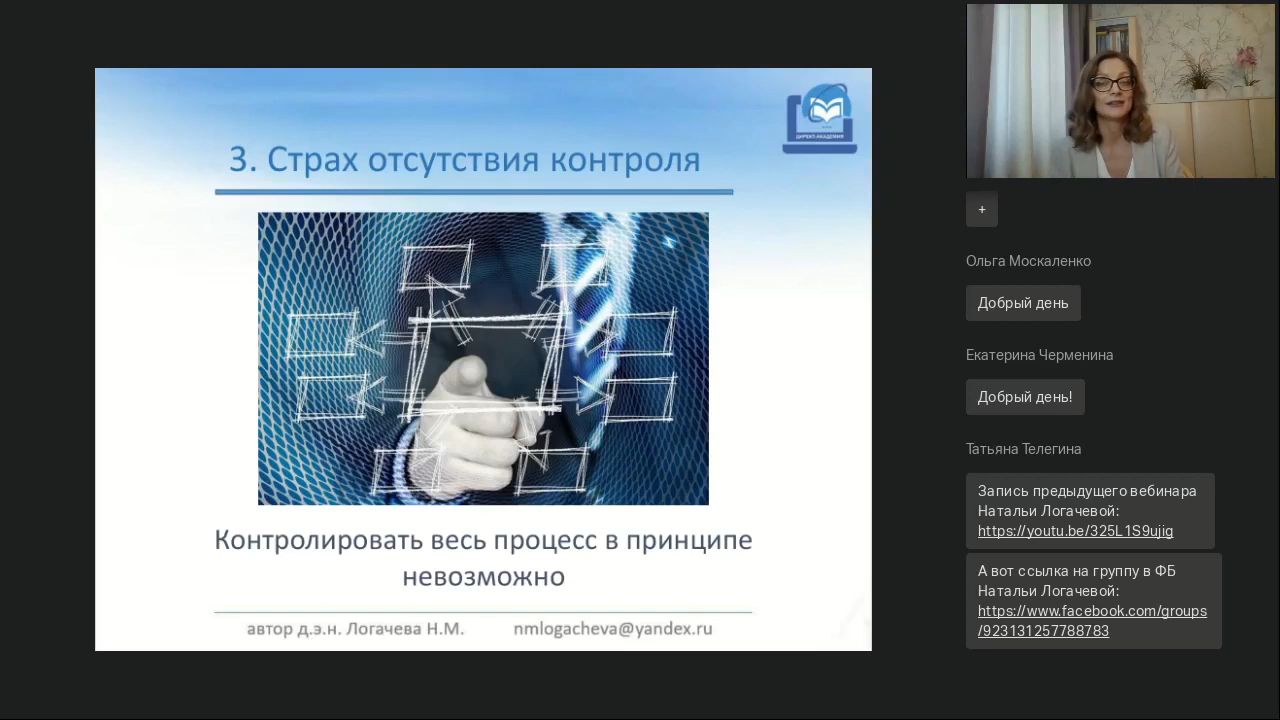 ДИРЕКТ-АКАДЕМИЯ
3. Страх отсутствия контроля
Контролировать весь процесс в принципе
невозможно
автор д.э.н. Логачева Н.М. nmlogacheva@yandex.ru
+
Ольга Москаленко
Добрый день
Екатерина Черменина
Добрый день!
Татьяна Телегина
Запись предыдущего вебинара
Натальи Логачевой:
https://youtu.be/325L1S9ujig
А вот ссылка на группу в ФБ
Натальи Логачевой:
https://www.facebook.com/groups
/923131257788783